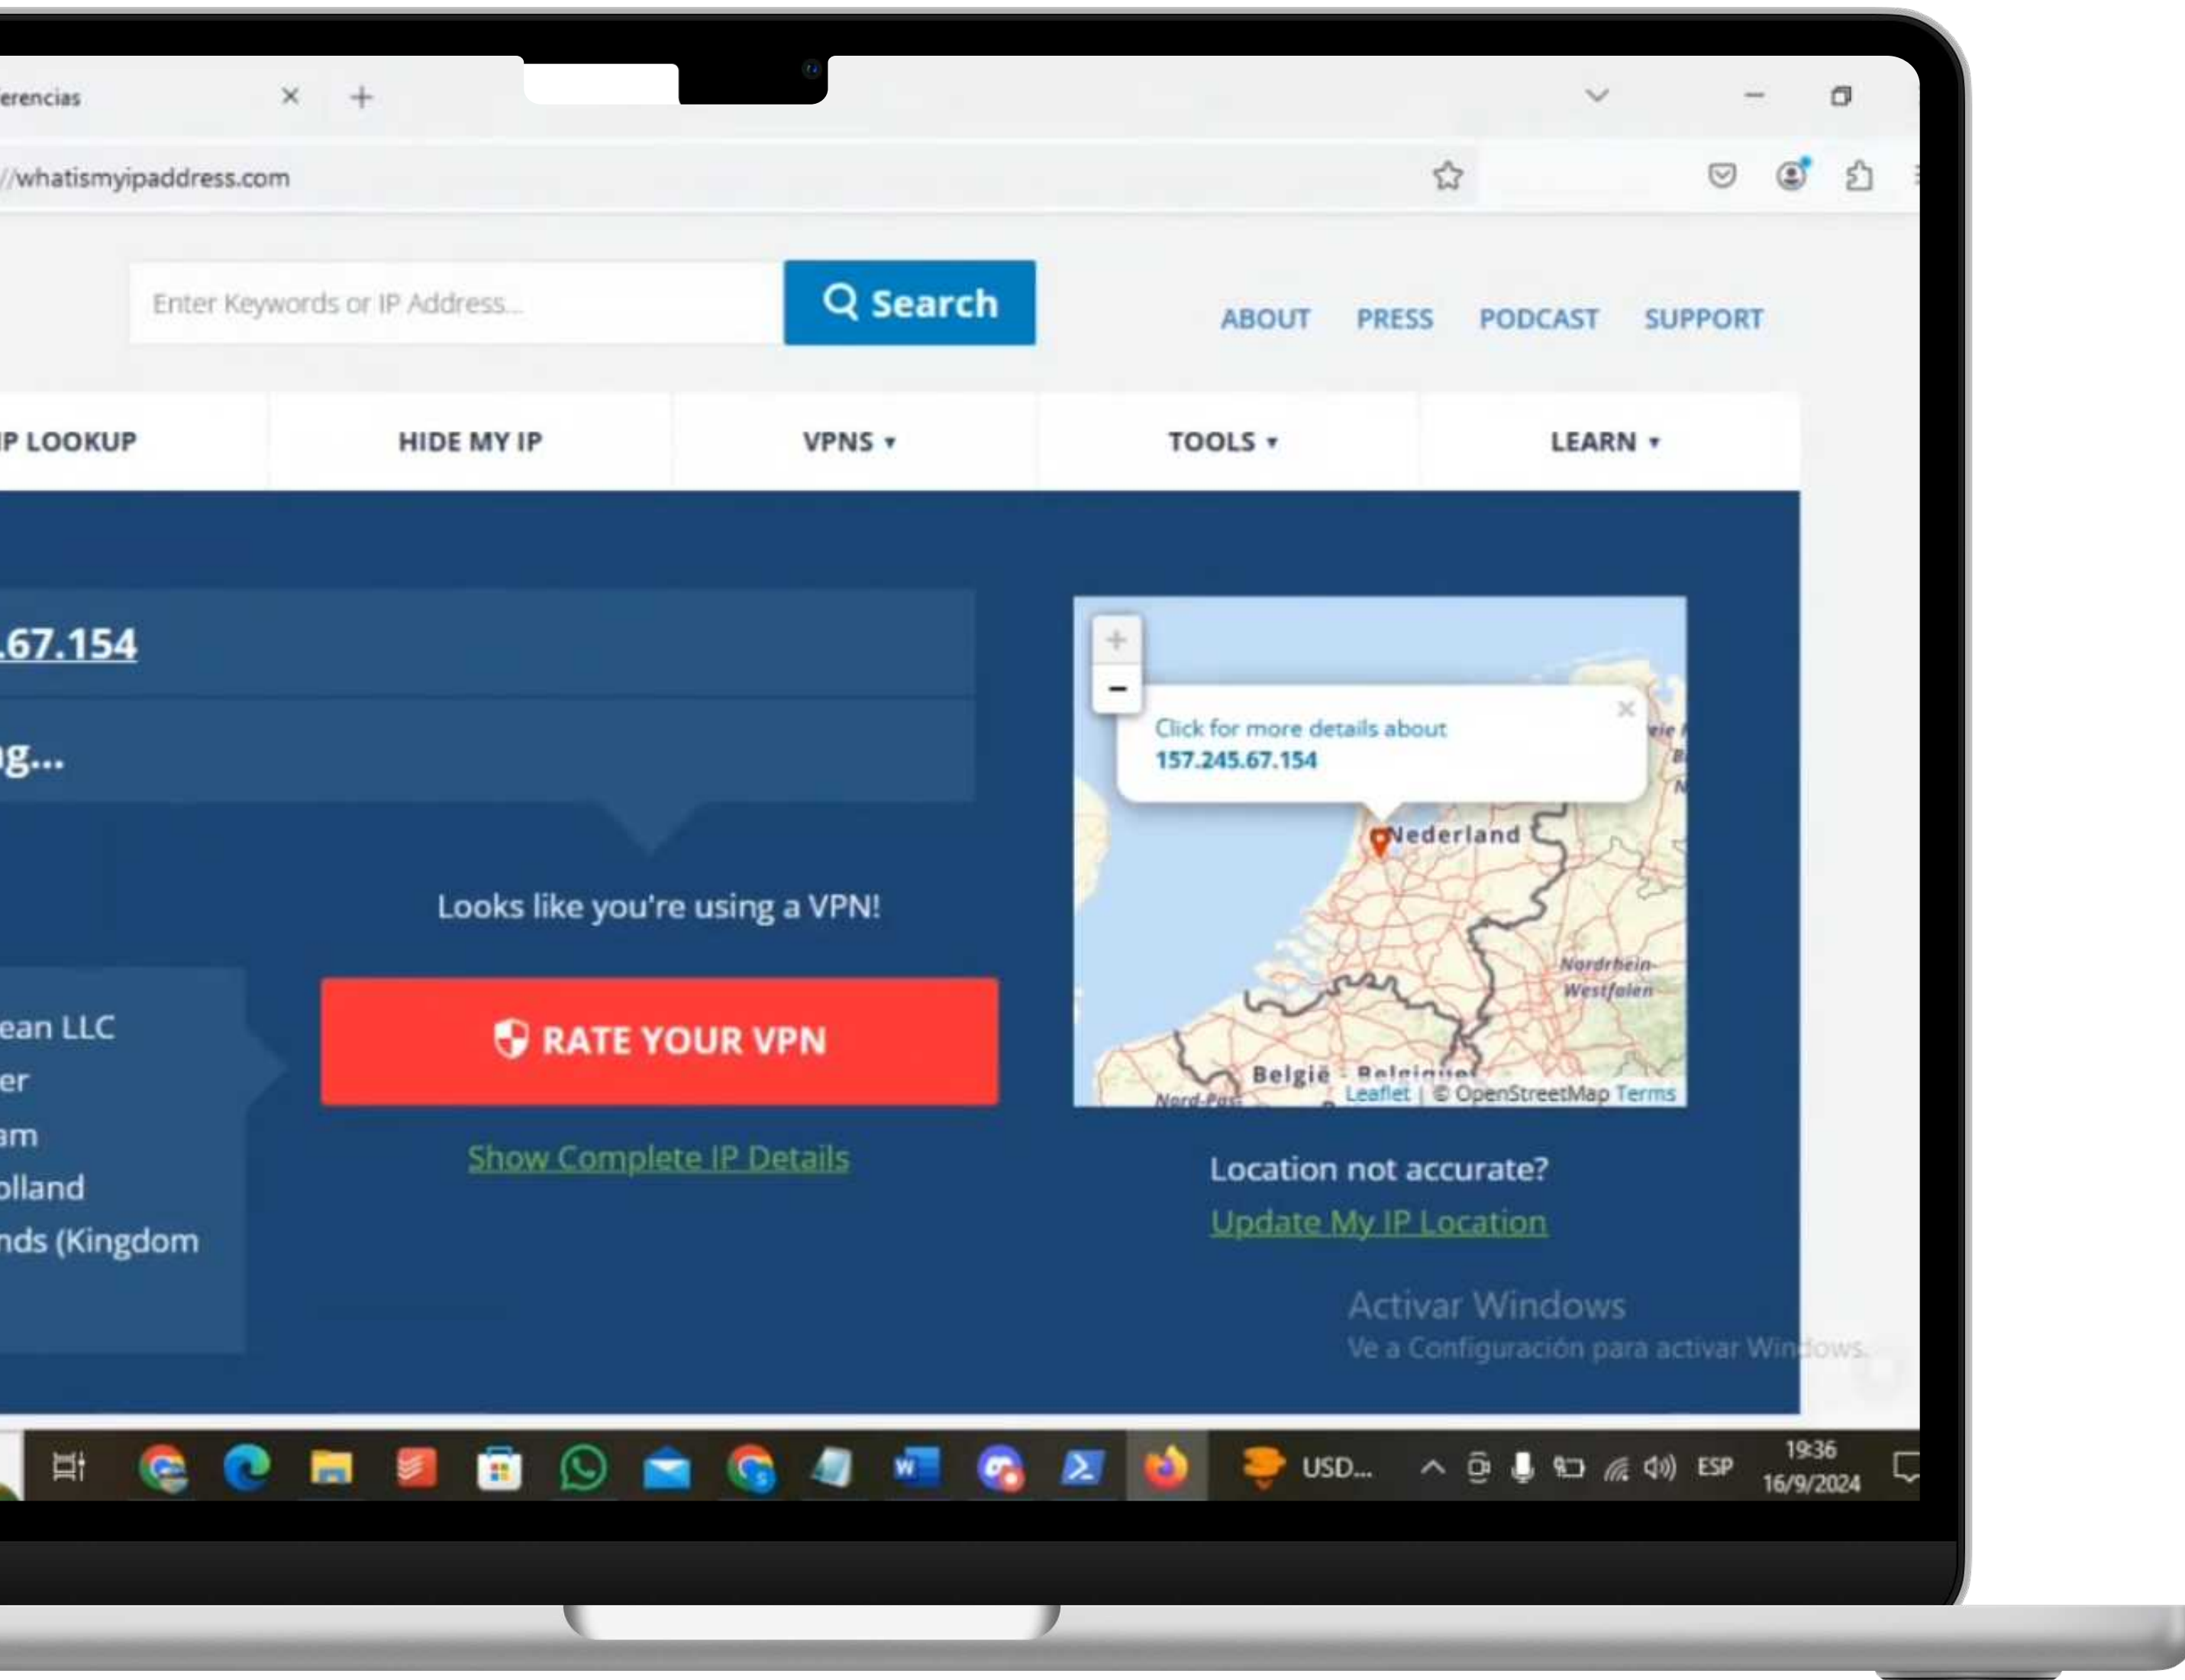 erencias
//whatismyipaddress.com
Enter Keywords or IP Address...
Search
ABOUT PRESS PODCAST SUPPORT
IP LOOKUP HIDE MY IP VPNS TOOLS LEARN
.67.154
g...
Click for more details about
157.245.67.154
Nederland
Nordrhein-
Westfalen
België - Belgique
Nord-Pas-
Leaflet | © OpenStreetMap Terms
Looks like you're using a VPN!
RATE YOUR VPN
Show Complete IP Details
ean LLC
er
am
olland
nds (Kingdom
Location not accurate?
Update My IP Location
Activar Windows
Ve a Configuración para activar Windows.
USD... ESP 19:36
16/9/2024